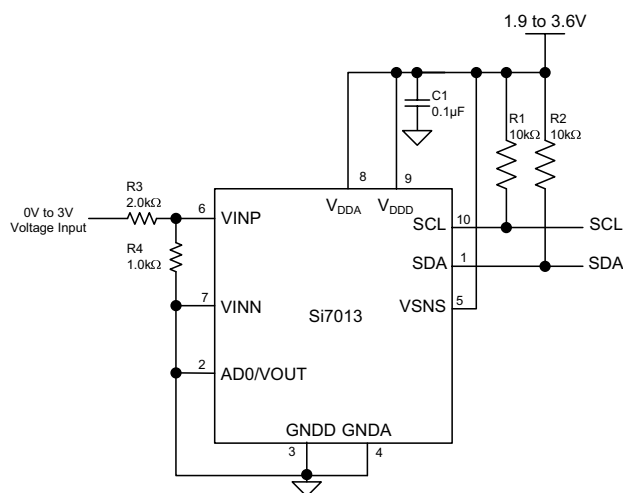 1.9 to 3.6V
C1
0.1µF
R1
10kΩ
R2
10kΩ
8
9
R3
2.0kΩ
0V to 3V
Voltage Input
6
VINP
VDDA
VDDD
SCL
10
SCL
R4
1.0kΩ
SDA
1
SDA
7
VINN
Si7013
VSNS
5
2
AD0/VOUT
GNDD
GNDA
3
4